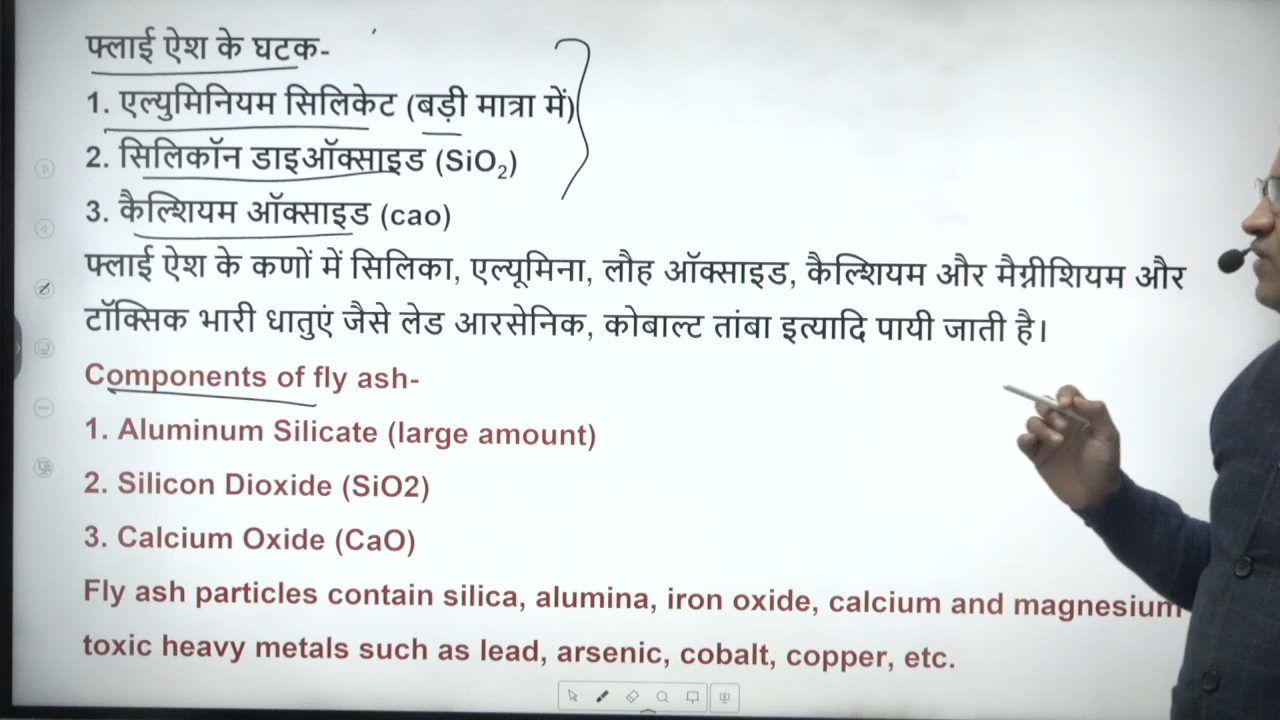 फ्लाई ऐश के घटक-
1. एल्युमिनियम सिलिकेट (बड़ी मात्रा में)
2. सिलिकॉन डाइऑक्साइड (SiO₂)
3. कैल्शियम ऑक्साइड (cao)
फ्लाई ऐश के कणों में सिलिका, एल्यूमिना, लौह ऑक्साइड, कैल्शियम और मैग्नीशियम और
टॉक्सिक भारी धातुएं जैसे लेड आरसेनिक, कोबाल्ट तांबा इत्यादि पायी जाती है।
Components of fly ash-
1. Aluminum Silicate (large amount)
2. Silicon Dioxide (SiO2)
3. Calcium Oxide (CaO)
Fly ash particles contain silica, alumina, iron oxide, calcium and magnesium
toxic heavy metals such as lead, arsenic, cobalt, copper, etc.